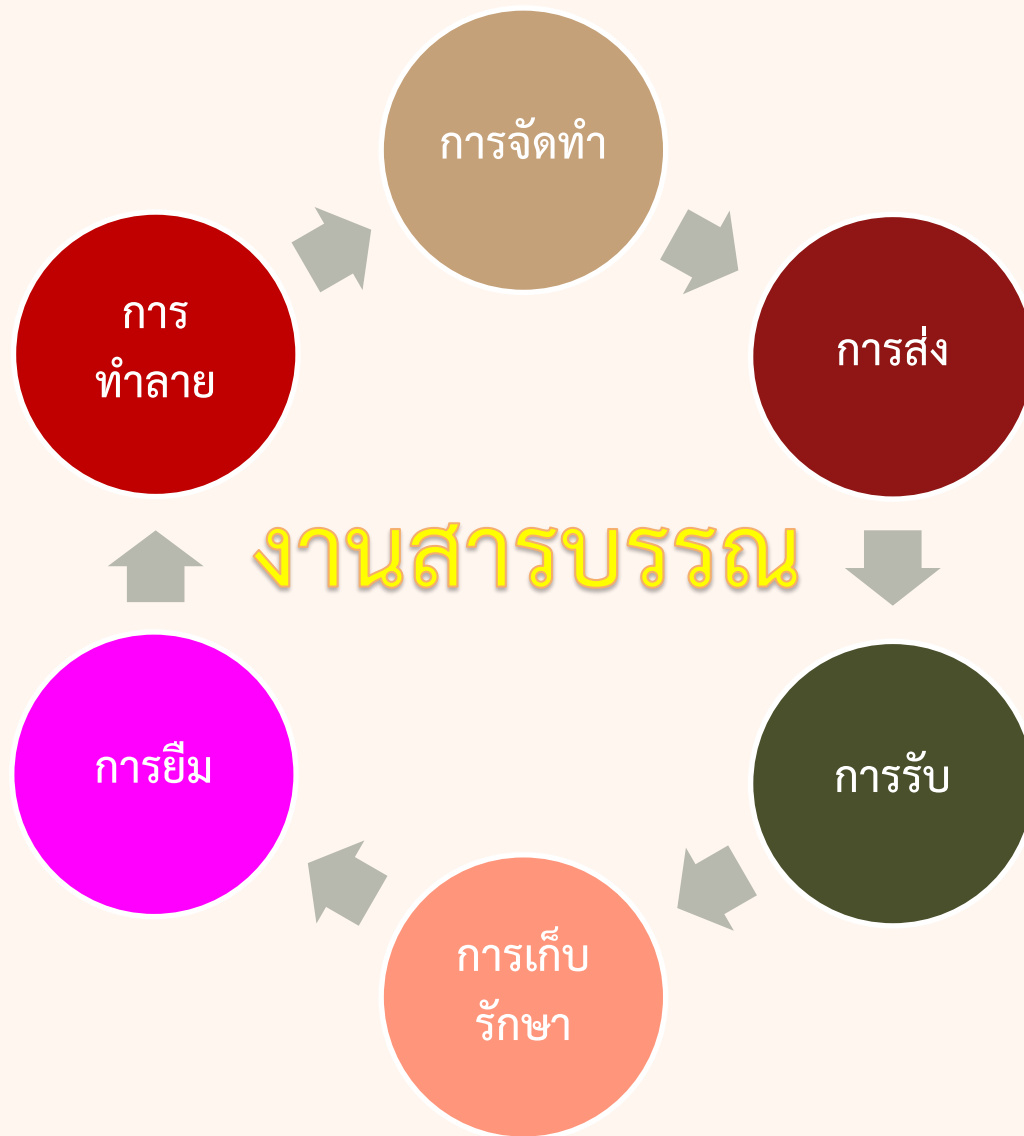 การจัดทำ
การส่ง
การรับ
การเก็บ
รักษา
การยืม
การ
ทำลาย
งานสารบรรณ